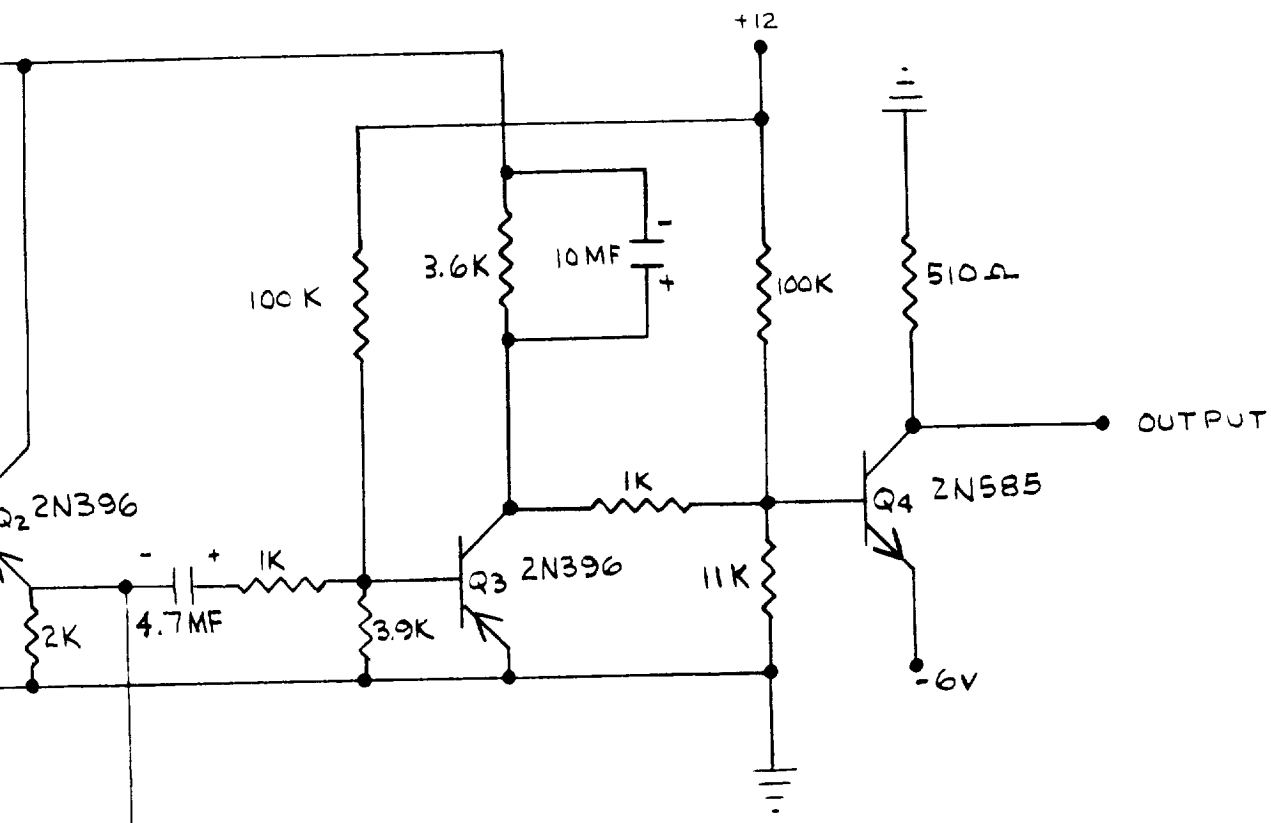 +12
3.6K
10MF
-
+
100K
100K
510Ω
OUTPUT
1K
Q4
2N585
Q2
2N396
-
+
1K
Q3
2N396
11K
2K
4.7MF
3.9K
-6V